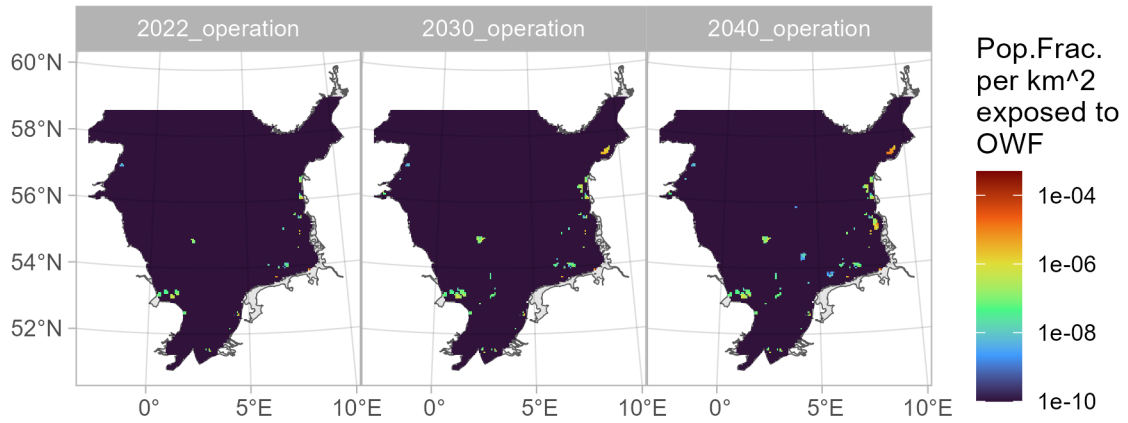 2022_operation 2030_operation 2040_operation
60°N
58°N
56°N
54°N
52°N
0° 5°E 10°E 0° 5°E 10°E 0° 5°E 10°E
Pop.Frac.
per km^2
exposed to
OWF
1e-04
1e-06
1e-08
1e-10